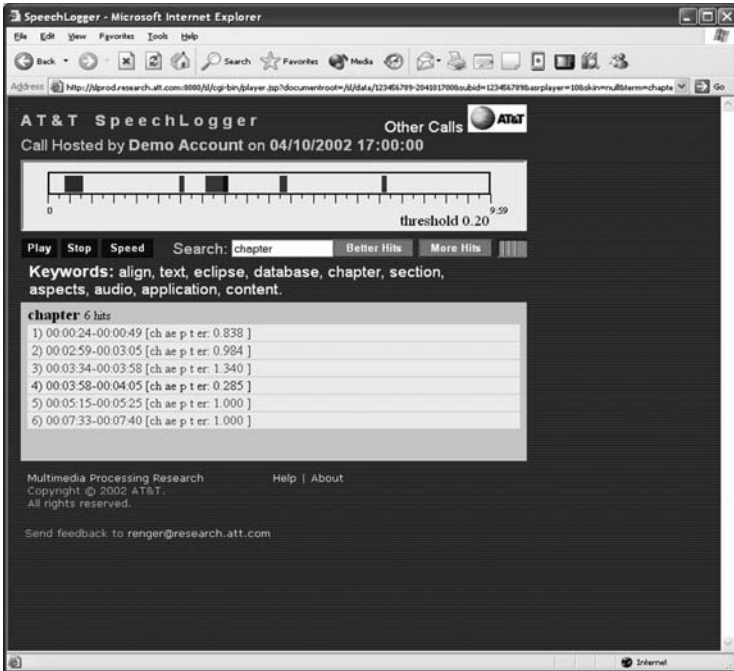 SpeechLogger - Microsoft Internet Explorer
File Edit View Favorites Tools Help
Back Search Favorites Media
Address http://slprod.research.att.com:8080/sl/cgi-bin/player.jsp?documentroot=/sl/data/123456789-20410170008subid=1234567898asrplayer=108skin=null8term=chapte Go
AT&T SpeechLogger
Other Calls AT&T
Call Hosted by Demo Account on 04/10/2002 17:00:00
0 9:59
threshold 0.20
Play Stop Speed Search: chapter Better Hits More Hits
Keywords: align, text, eclipse, database, chapter, section,
aspects, audio, application, content.
chapter 6 hits
1) 00:00:24-00:00:49 [ch ae p t er: 0.838 ]
2) 00:02:59-00:03:05 [ch ae p t er: 0.984 ]
3) 00:03:34-00:03:58 [ch ae p t er: 1.340 ]
4) 00:03:58-00:04:05 [ch ae p t er: 0.285 ]
5) 00:05:15-00:05:25 [ch ae p t er: 1.000 ]
6) 00:07:33-00:07:40 [ch ae p t er: 1.000 ]
Multimedia Processing Research Help | About
Copyright © 2002 AT&T.
All rights reserved.
Send feedback to renger@research.att.com
Internet